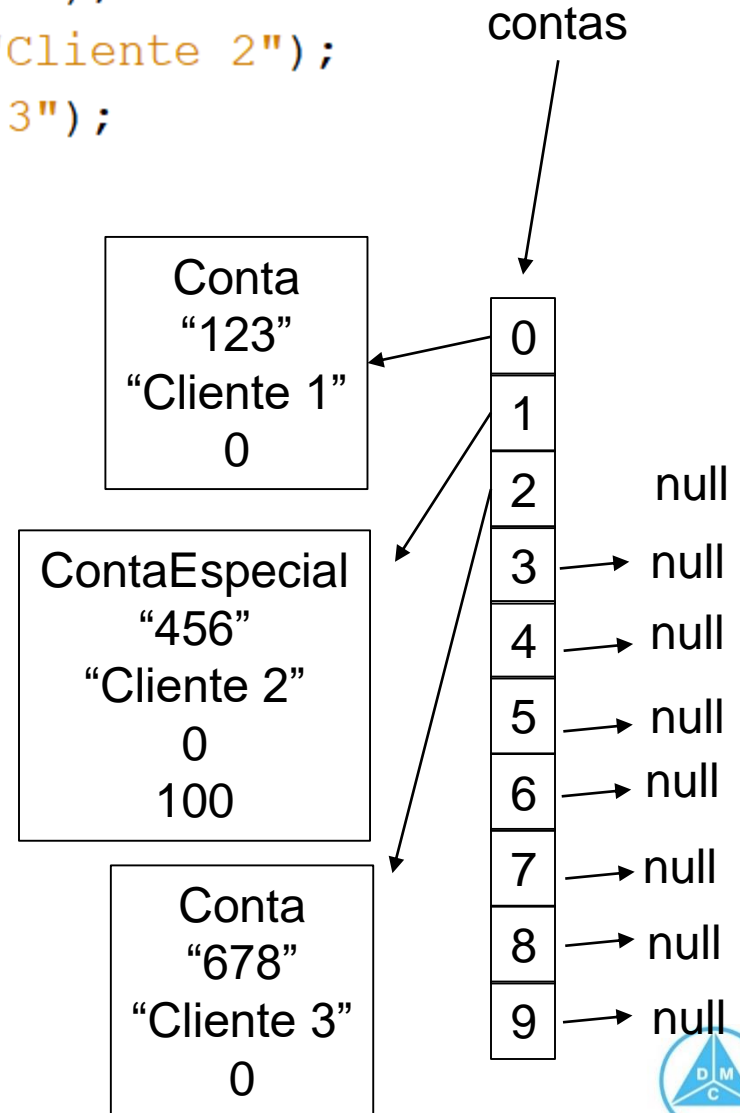 );
"Cliente 2");
3");
contas
Conta
“123”
“Cliente 1”
0
ContaEspecial
“456”
“Cliente 2”
0
100
Conta
“678”
“Cliente 3”
0
0
1
2 null
3 null
4 null
5 null
6 null
7 null
8 null
9 null
D M
C